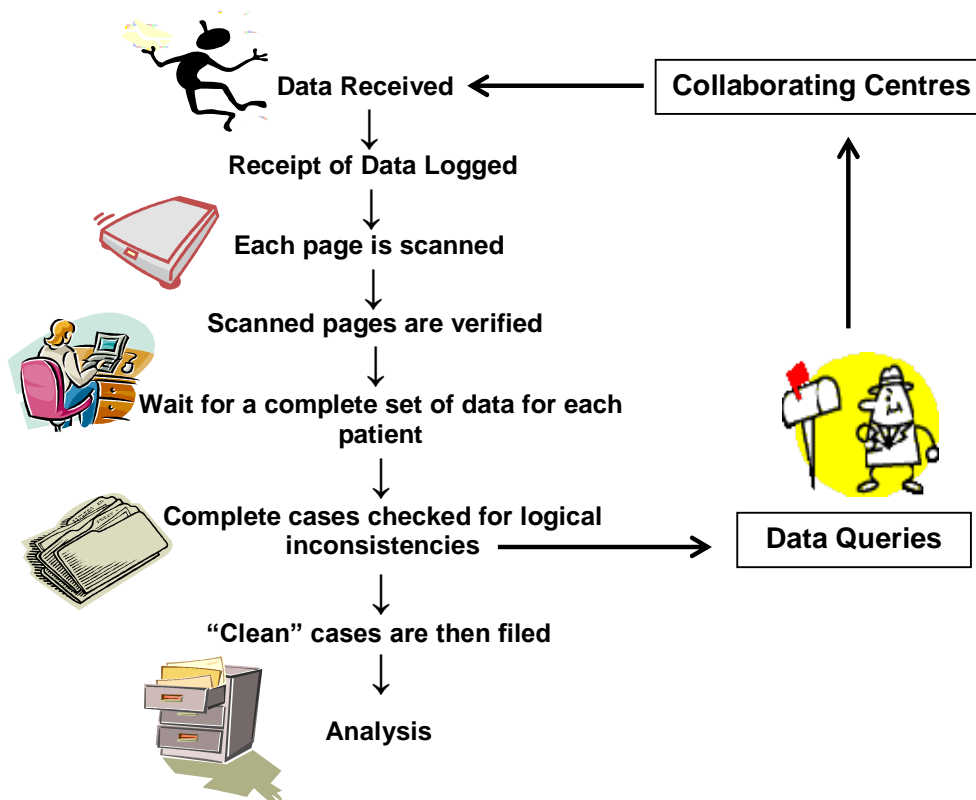 Data Received
Collaborating Centres
Receipt of Data Logged
Each page is scanned
Scanned pages are verified
Wait for a complete set of data for each
patient
Complete cases checked for logical
inconsistencies
Data Queries
“Clean” cases are then filed
Analysis